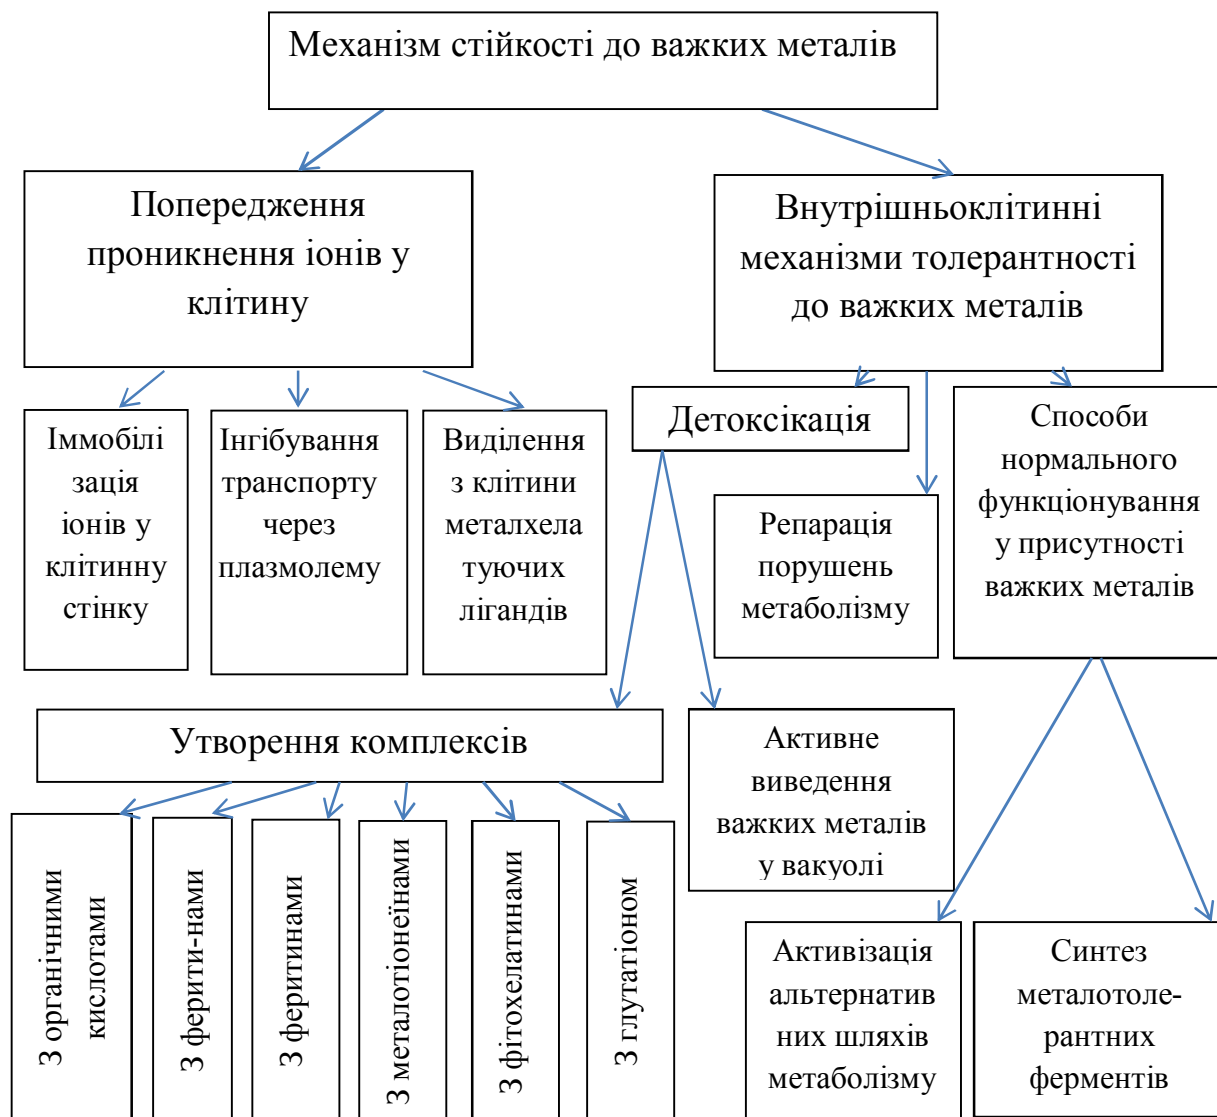 Механізм стійкості до важких металів
Попередження
проникнення іонів у
клітину
Внутрішньоклітинні
механізми толерантності
до важких металів
Іммобілі
зація
іонів у
клітинну
стінку
Інгібування
транспорту
через
плазмолему
Виділення
з клітини
металхела
туючих
лігандів
Детоксікація
Репарація
порушень
метаболізму
Способи
нормального
функціонування
у присутності
важких металів
Утворення комплексів
Активне
виведення
важких металів
у вакуолі
З органічними
кислотами
З ферити-нами
З феритинами
З металотіонеїнами
З фітохелатинами
З глутатіоном
Активізація
альтернатив
них шляхів
метаболізму
Синтез
металотоле-
рантних
ферментів